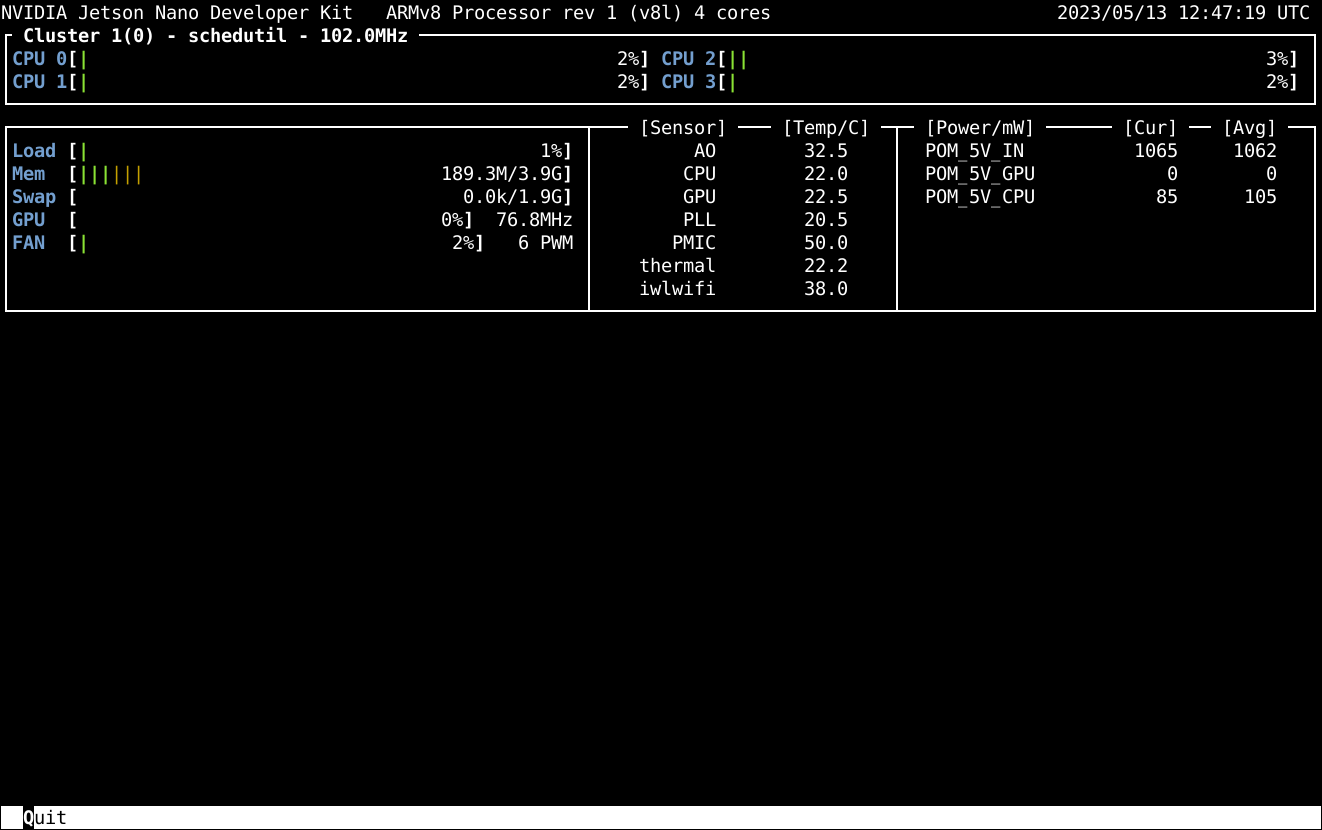 NVIDIA Jetson Nano Developer Kit   ARMv8 Processor rev 1 (v8l) 4 cores   2023/05/13 12:47:19 UTC
Cluster 1(0) - schedutil - 102.0MHz
CPU 0[| 2%] CPU 2[|| 3%]
CPU 1[| 2%] CPU 3[| 2%]
[Sensor] [Temp/C] [Power/mW] [Cur] [Avg]
Load [| 1%] AO 32.5 POM_5V_IN 1065 1062
Mem [|||||| 189.3M/3.9G] CPU 22.0 POM_5V_GPU 0 0
Swap [ 0.0k/1.9G] GPU 22.5 POM_5V_CPU 85 105
GPU [ 0%] 76.8MHz PLL 20.5
FAN [| 2%] 6 PWM PMIC 50.0
thermal 22.2
iwlwifi 38.0
Quit